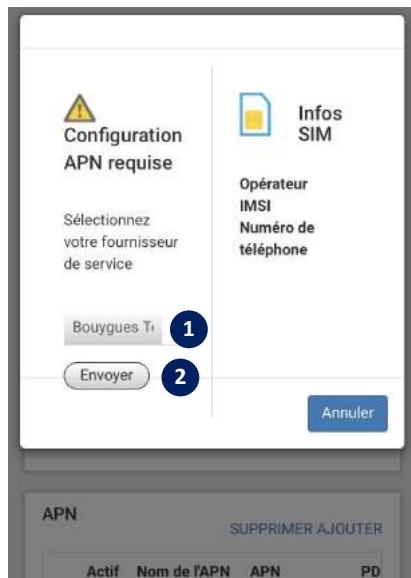 Configuration
APN requise
Sélectionnez
votre fournisseur
de service
Bouygues Te
1
Envoyer
2
Infos
SIM
Opérateur
IMSI
Numéro de
téléphone
Annuler
APN
SUPPRIMER AJOUTER
Actif Nom de l'APN APN PD